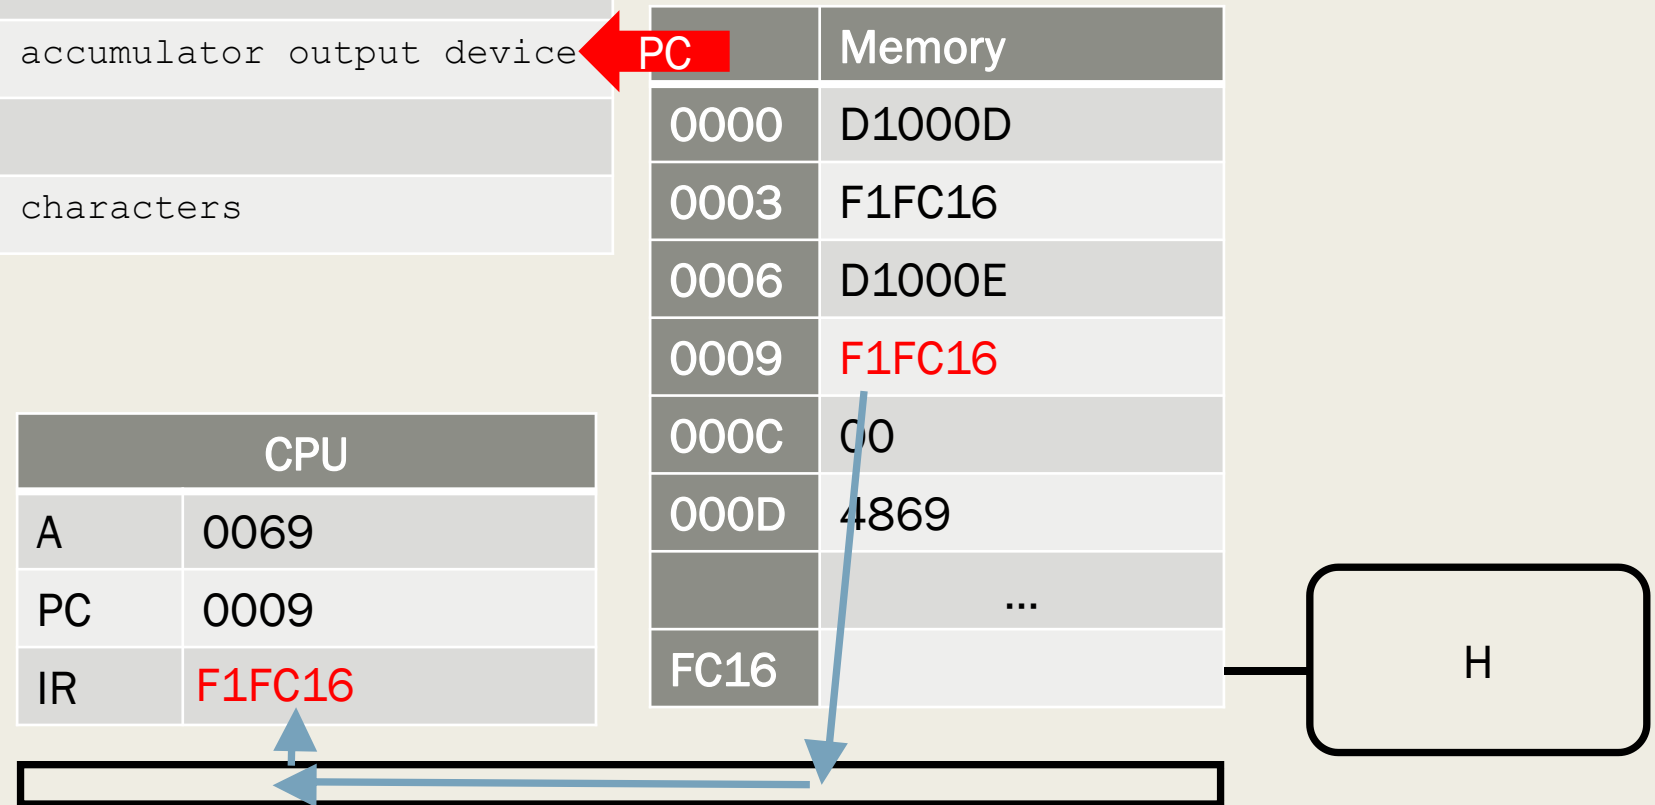 accumulator output device
characters
PC
Memory
0000 D1000D
0003 F1FC16
0006 D1000E
0009 F1FC16
000C 00
000D 4869
...
FC16
H
CPU
A 0069
PC 0009
IR F1FC16